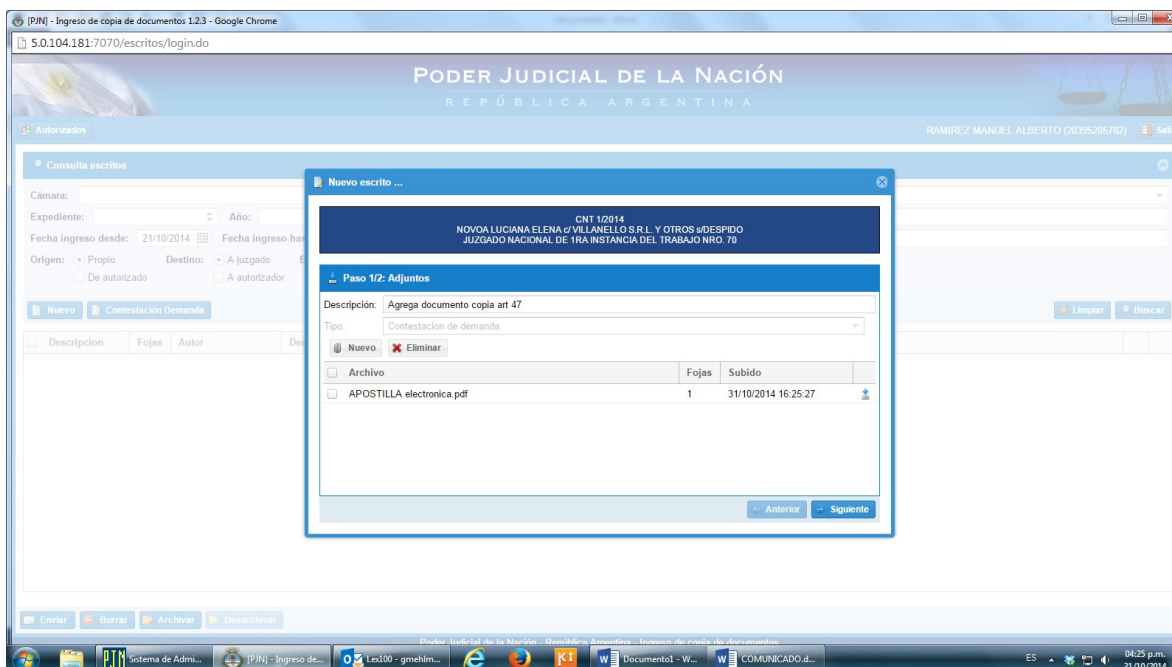 [PJN] - Ingreso de copia de documentos 1.2.3 - Google Chrome
5.0.104.181:7070/escritos/login.do
PODER JUDICIAL DE LA NACIÓN
REPÚBLICA ARGENTINA
Autorizados
RAMIREZ MANUEL ALBERTO (20395205782)
Consulta escritos
Cámara:
Expediente: Año:
Fecha ingreso desde: 21/10/2014 Fecha ingreso
Origen: Propio Destino: A juzgado
De autorizado A autorizador
Nuevo Contestación Demanda Limpiar Buscar
Descripcion Fojas Autor
Nuevo escrito ...
CNT 1/2014
NOVOA LUCIANA ELENA c/ VILLANELLO S.R.L. Y OTROS s/DESPIDO
JUZGADO NACIONAL DE 1RA INSTANCIA DEL TRABAJO NRO. 70
Paso 1/2: Adjuntos
Descripción: Agrega documento copia art 47
Tipo: Contestacion de demanda
Nuevo Eliminar
Archivo Fojas Subido
APOSTILLA electronica.pdf 1 31/10/2014 16:25:27
Anterior Siguiente
Enviar Borrar Archivar Desarchivar
Poder Judicial de la Nación - República Argentina - Ingreso de copia de documentos
PJN Sistema de Admi... [PJN] - Ingreso de... Lex100 - gmehlm... Documento1 - W... COMUNICADO.d... ES 04:25 p.m.
31/10/2014